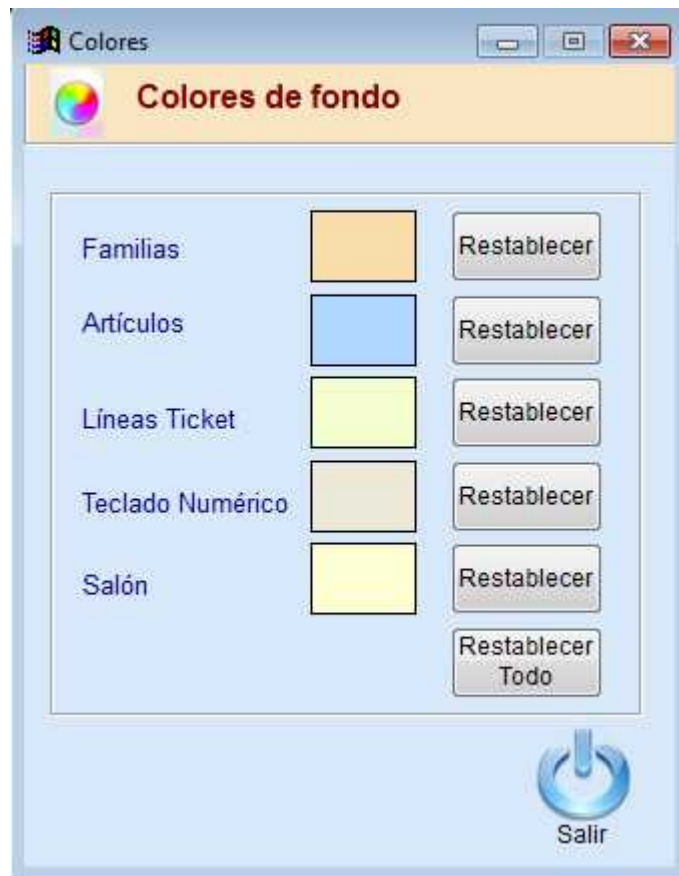 Colores
Colores de fondo
Familias
Restablecer
Artículos
Restablecer
Líneas Ticket
Restablecer
Teclado Numérico
Restablecer
Salón
Restablecer
Restablecer
Todo
Salir